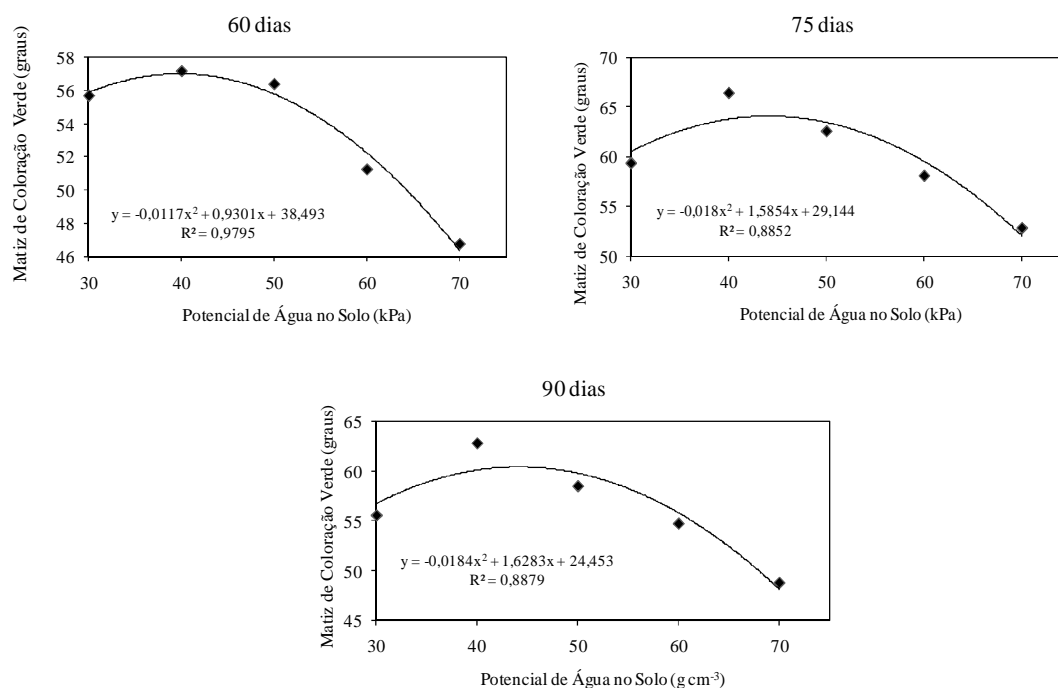 60 dias
Matiz de Coloração Verde (graus)
58
56
54
52
50
48
46
y = -0,0117x² + 0,9301x + 38,493
R² = 0,9795
30 40 50 60 70
Potencial de Água no Solo (kPa)
75 dias
Matiz de Coloração Verde (graus)
70
65
60
55
50
y = -0,018x² + 1,5854x + 29,144
R² = 0,8852
30 40 50 60 70
Potencial de Água no Solo (kPa)
90 dias
Matiz de Coloração Verde (graus)
65
60
55
50
45
y = -0,0184x² + 1,6283x + 24,453
R² = 0,8879
30 40 50 60 70
Potencial de Água no Solo (g cm⁻³)